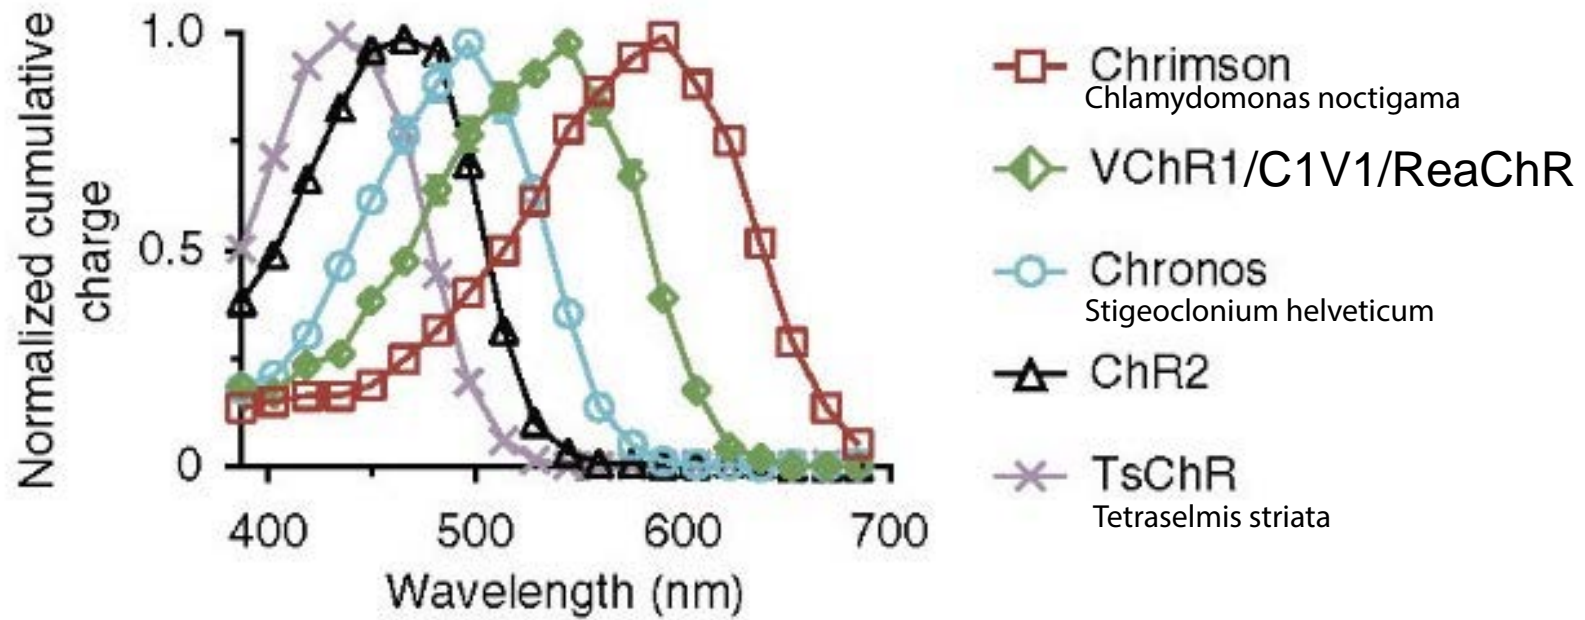 Normalized cumulative
charge
1.0
0.5
0
400 500 600 700
Wavelength (nm)
Chrimson
Chlamydomonas noctigama
VChR1/C1V1/ReaChR
Chronos
Stigeoclonium helveticum
ChR2
TsChR
Tetraselmis striata